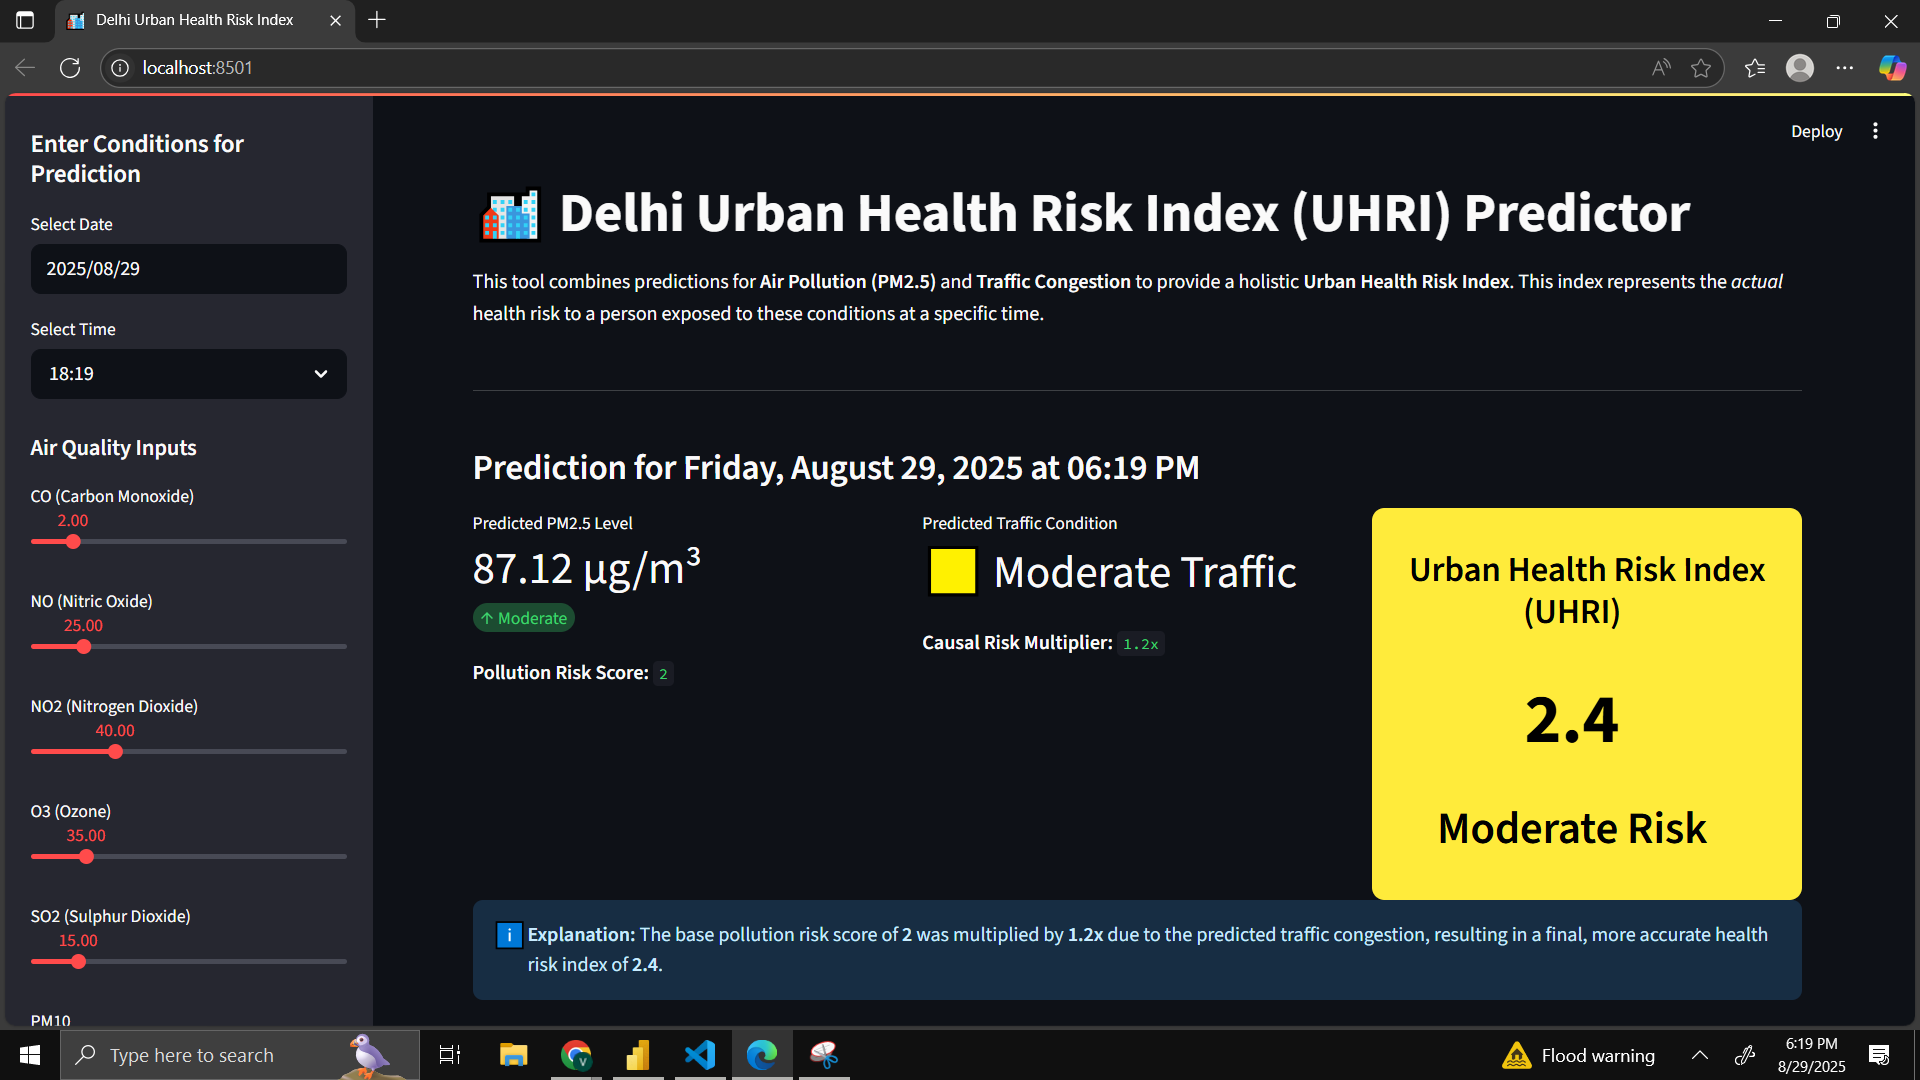 Delhi Urban Health Risk Index
localhost:8501
Deploy
Enter Conditions for
Prediction
Select Date
2025/08/29
Select Time
18:19
Air Quality Inputs
CO (Carbon Monoxide)
2.00
NO (Nitric Oxide)
25.00
NO2 (Nitrogen Dioxide)
40.00
O3 (Ozone)
35.00
SO2 (Sulphur Dioxide)
15.00
PM10
Delhi Urban Health Risk Index (UHRI) Predictor
This tool combines predictions for Air Pollution (PM2.5) and Traffic Congestion to provide a holistic Urban Health Risk Index. This index represents the actual
health risk to a person exposed to these conditions at a specific time.
Prediction for Friday, August 29, 2025 at 06:19 PM
Predicted PM2.5 Level
87.12 µg/m³
↑ Moderate
Pollution Risk Score: 2
Predicted Traffic Condition
Moderate Traffic
Causal Risk Multiplier: 1.2x
Urban Health Risk Index
(UHRI)
2.4
Moderate Risk
Explanation: The base pollution risk score of 2 was multiplied by 1.2x due to the predicted traffic congestion, resulting in a final, more accurate health
risk index of 2.4.
Type here to search
Flood warning
6:19 PM
8/29/2025